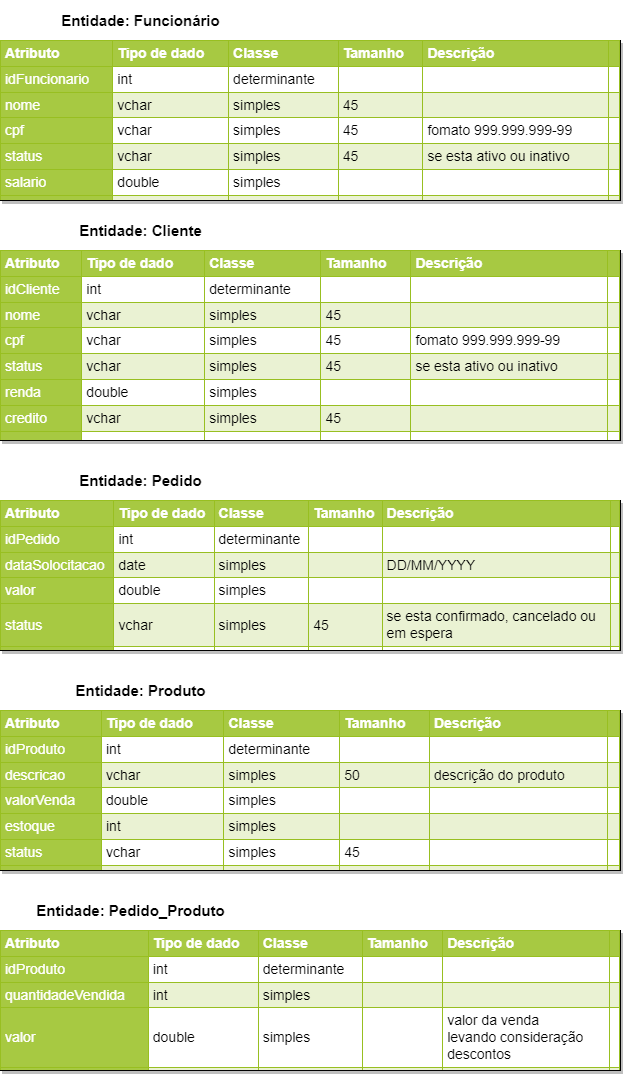 Entidade: Funcionário
Atributo Tipo de dado Classe Tamanho Descrição
idFuncionario int determinante
nome vchar simples 45
cpf vchar simples 45 fomato 999.999.999-99
status vchar simples 45 se esta ativo ou inativo
salario double simples
Entidade: Cliente
Atributo Tipo de dado Classe Tamanho Descrição
idCliente int determinante
nome vchar simples 45
cpf vchar simples 45 fomato 999.999.999-99
status vchar simples 45 se esta ativo ou inativo
renda double simples
credito vchar simples 45
Entidade: Pedido
Atributo Tipo de dado Classe Tamanho Descrição
idPedido int determinante
dataSolocitacao date simples DD/MM/YYYY
valor double simples
status vchar simples 45 se esta confirmado, cancelado ou
em espera
Entidade: Produto
Atributo Tipo de dado Classe Tamanho Descrição
idProduto int determinante
descricao vchar simples 50 descrição do produto
valorVenda double simples
estoque int simples
status vchar simples 45
Entidade: Pedido_Produto
Atributo Tipo de dado Classe Tamanho Descrição
idProduto int determinante
quantidadeVendida int simples
valor double simples valor da venda
levando consideração
descontos